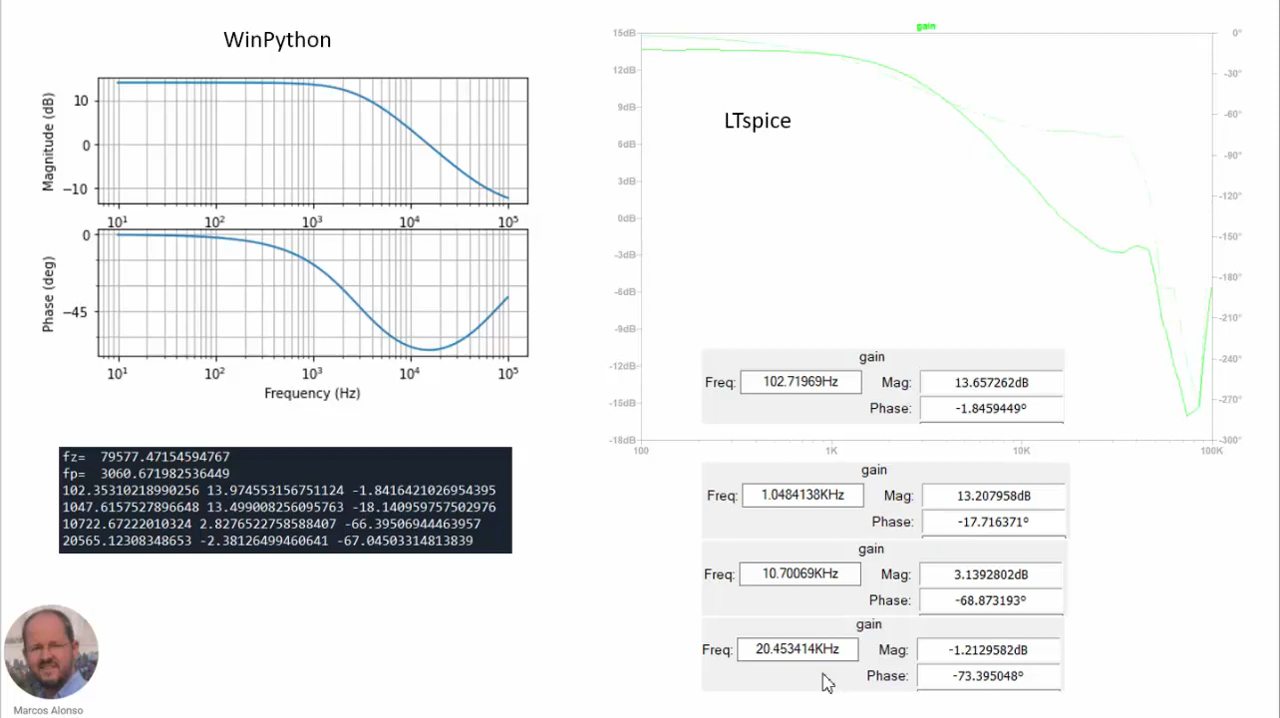 WinPython
Magnitude (dB)
10
0
−10
10¹ 10² 10³ 10⁴ 10⁵
Phase (deg)
0
−45
10¹ 10² 10³ 10⁴ 10⁵
Frequency (Hz)
fz= 79577.47154594767
fp= 3060.671982536449
102.35310218990256 13.974553156751124 -1.8416421026954395
1047.6157527896648 13.499008256095763 -18.140959757502976
10722.67222010324 2.8276522758588407 -66.39506944463957
20565.12308348653 -2.38126499460641 -67.04503314813839
Marcos Alonso
gain
LTspice
15dB
12dB
9dB
6dB
3dB
0dB
-3dB
-6dB
-9dB
-12dB
-15dB
-18dB
0°
-30°
-60°
-90°
-120°
-150°
-180°
-210°
-240°
-270°
-300°
100 1K 10K 100K
gain
Freq: 102.71969Hz Mag: 13.657262dB
Phase: -1.8459449°
gain
Freq: 1.0484138KHz Mag: 13.207958dB
Phase: -17.716371°
gain
Freq: 10.70069KHz Mag: 3.1392802dB
Phase: -68.873193°
gain
Freq: 20.453414KHz Mag: -1.2129582dB
Phase: -73.395048°